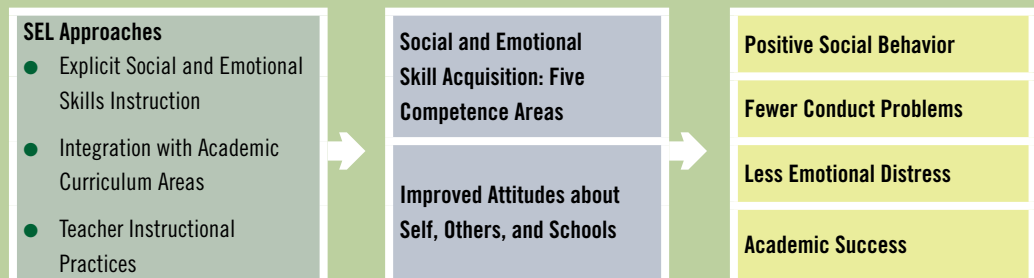 SEL Approaches
● Explicit Social and Emotional
Skills Instruction
● Integration with Academic
Curriculum Areas
● Teacher Instructional
Practices
Social and Emotional
Skill Acquisition: Five
Competence Areas
Improved Attitudes about
Self, Others, and Schools
Positive Social Behavior
Fewer Conduct Problems
Less Emotional Distress
Academic Success